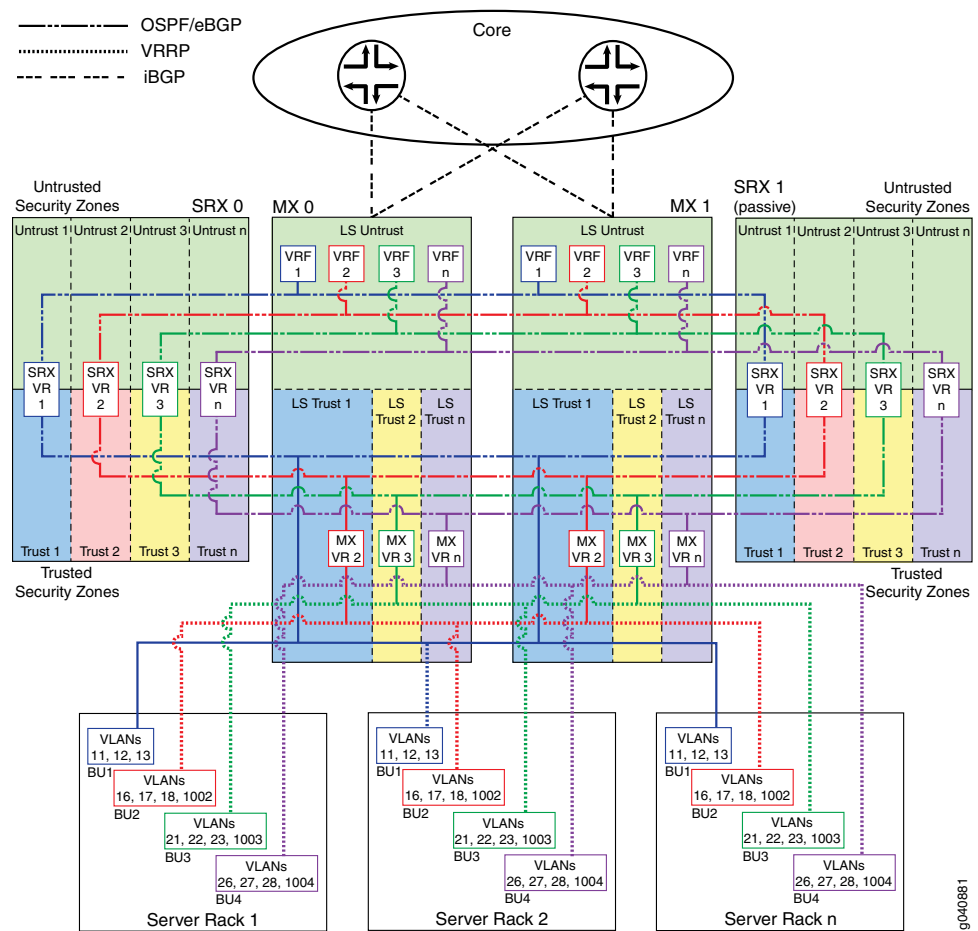 OSPF/eBGP
VRRP
iBGP
Core
Untrusted
Security Zones
SRX 0
MX 0
MX 1
SRX 1
(passive)
Untrusted
Security Zones
Untrust 1
Untrust 2
Untrust 3
Untrust n
LS Untrust
LS Untrust
Untrust 1
Untrust 2
Untrust 3
Untrust n
VRF
1
VRF
2
VRF
3
VRF
n
VRF
1
VRF
2
VRF
3
VRF
n
SRX
VR
1
SRX
VR
2
SRX
VR
3
SRX
VR
n
SRX
VR
1
SRX
VR
2
SRX
VR
3
SRX
VR
n
LS Trust 1
LS
Trust 2
LS
Trust n
LS Trust 1
LS
Trust 2
LS
Trust n
MX
VR 2
MX
VR 3
MX
VR n
MX
VR 2
MX
VR 3
MX
VR n
Trust 1
Trust 2
Trust 3
Trust n
Trust 1
Trust 2
Trust 3
Trust n
Trusted
Security Zones
Trusted
Security Zones
VLANs
11, 12, 13
BU1
VLANs
16, 17, 18, 1002
BU2
VLANs
21, 22, 23, 1003
BU3
VLANs
26, 27, 28, 1004
BU4
Server Rack 1
VLANs
11, 12, 13
BU1
VLANs
16, 17, 18, 1002
BU2
VLANs
21, 22, 23, 1003
BU3
VLANs
26, 27, 28, 1004
BU4
Server Rack 2
VLANs
11, 12, 13
BU1
VLANs
16, 17, 18, 1002
BU2
VLANs
21, 22, 23, 1003
BU3
VLANs
26, 27, 28, 1004
BU4
Server Rack n
g040881